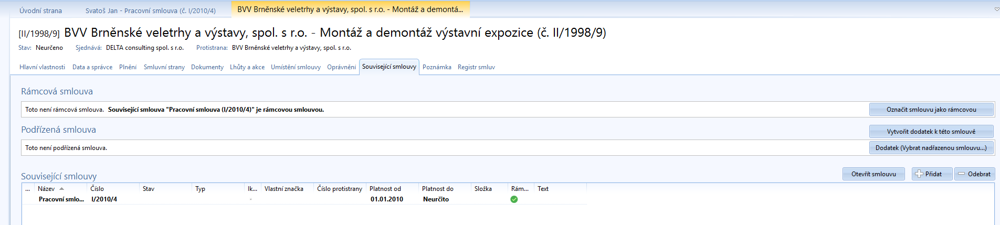 Úvodní strana Svatoš Jan - Pracovní smlouva (č. I/2010/4) BVV Brněnské veletrhy a výstavy, spol. s r.o. - Montáž a demontá...
[II/1998/9] BVV Brněnské veletrhy a výstavy, spol. s r.o. - Montáž a demontáž výstavní expozice (č. II/1998/9)
Stav: Neurčeno Sjednává: DELTA consulting spol. s r.o. Protistrana: BVV Brněnské veletrhy a výstavy, spol. s r.o.
Hlavní vlastnosti Data a správce Plnění Smluvní strany Dokumenty Lhůty a akce Umístění smlouvy Oprávnění Související smlouvy Poznámka Registr smluv
Rámcová smlouva
Toto není rámcová smlouva. Související smlouva "Pracovní smlouva (I/2010/4)" je rámcovou smlouvou. Označit smlouvu jako rámcovou
Podřízená smlouva Vytvořit dodatek k této smlouvě
Toto není podřízená smlouva. Dodatek (Vybrat nadřazenou smlouvu...)
Související smlouvy Otevřít smlouvu Přidat Odebrat
... Název Číslo Stav Typ Ik... Vlastní značka Číslo protistrany Platnost od Platnost do Složka Rám... Text
Pracovní smlo... I/2010/4 01.01.2010 Neurčito